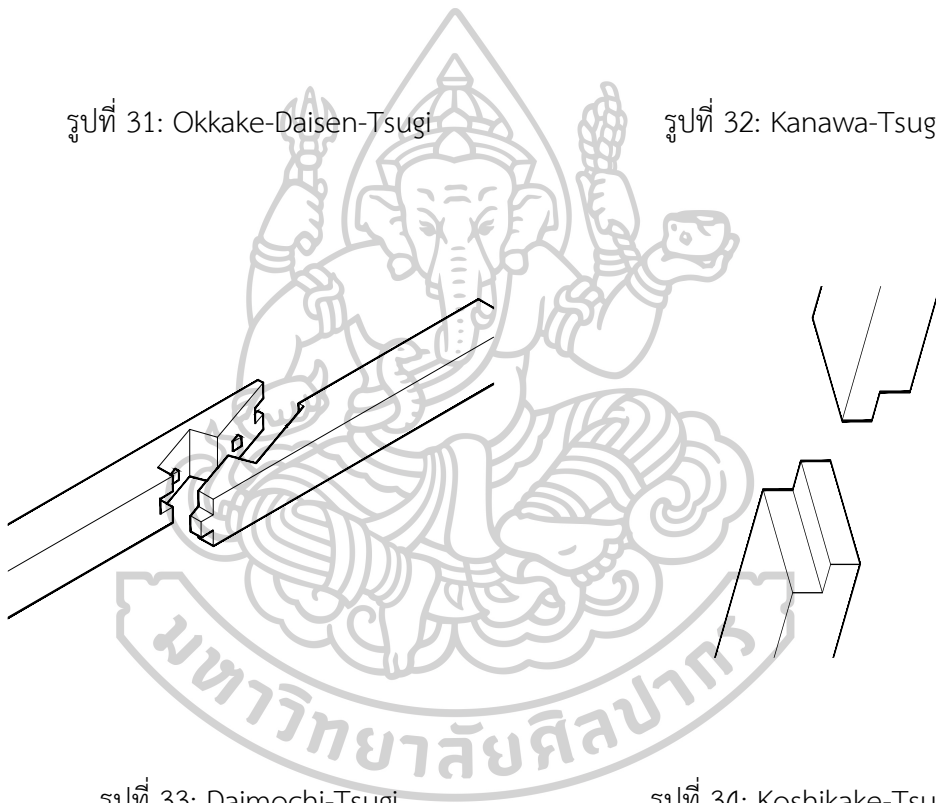 รูปที่ 31: Okkake-Daisen-Tsugi
รูปที่ 32: Kanawa-Tsug
มหาวิทยาลัยศิลปากร
รูปที่ 33: Daimochi-Tsugi
รูปที่ 34: Koshikake-Tsu